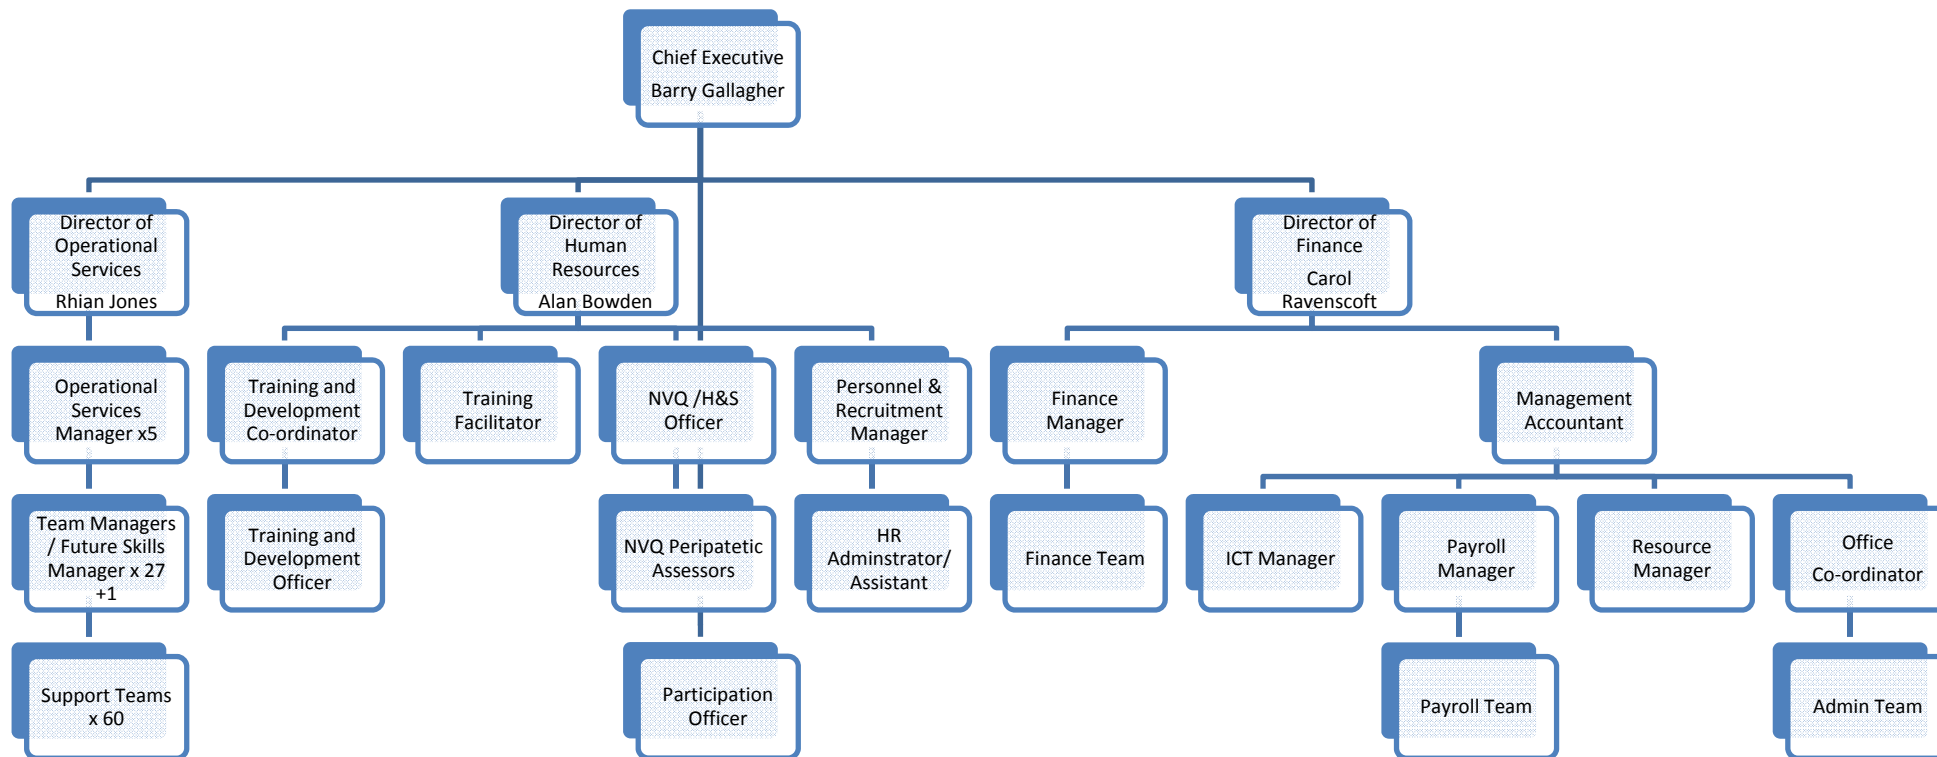 Chief Executive
Barry Gallagher
Director of
Operational
Services
Rhian Jones
Director of
Human
Resources
Alan Bowden
Director of
Finance
Carol
Ravenscoft
Operational
Services
Manager x5
Training and
Development
Co-ordinator
Training
Facilitator
NVQ /H&S
Officer
Personnel &
Recruitment
Manager
Finance
Manager
Management
Accountant
Team Managers
/ Future Skills
Manager x 27
+1
Training and
Development
Officer
NVQ Peripatetic
Assessors
HR
Adminstrator/
Assistant
Finance Team
ICT Manager
Payroll
Manager
Resource
Manager
Office
Co-ordinator
Support Teams
x 60
Participation
Officer
Payroll Team
Admin Team